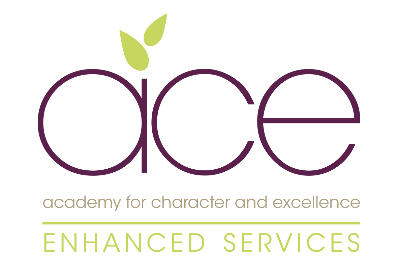 ace
academy for character and excellence
ENHANCED SERVICES